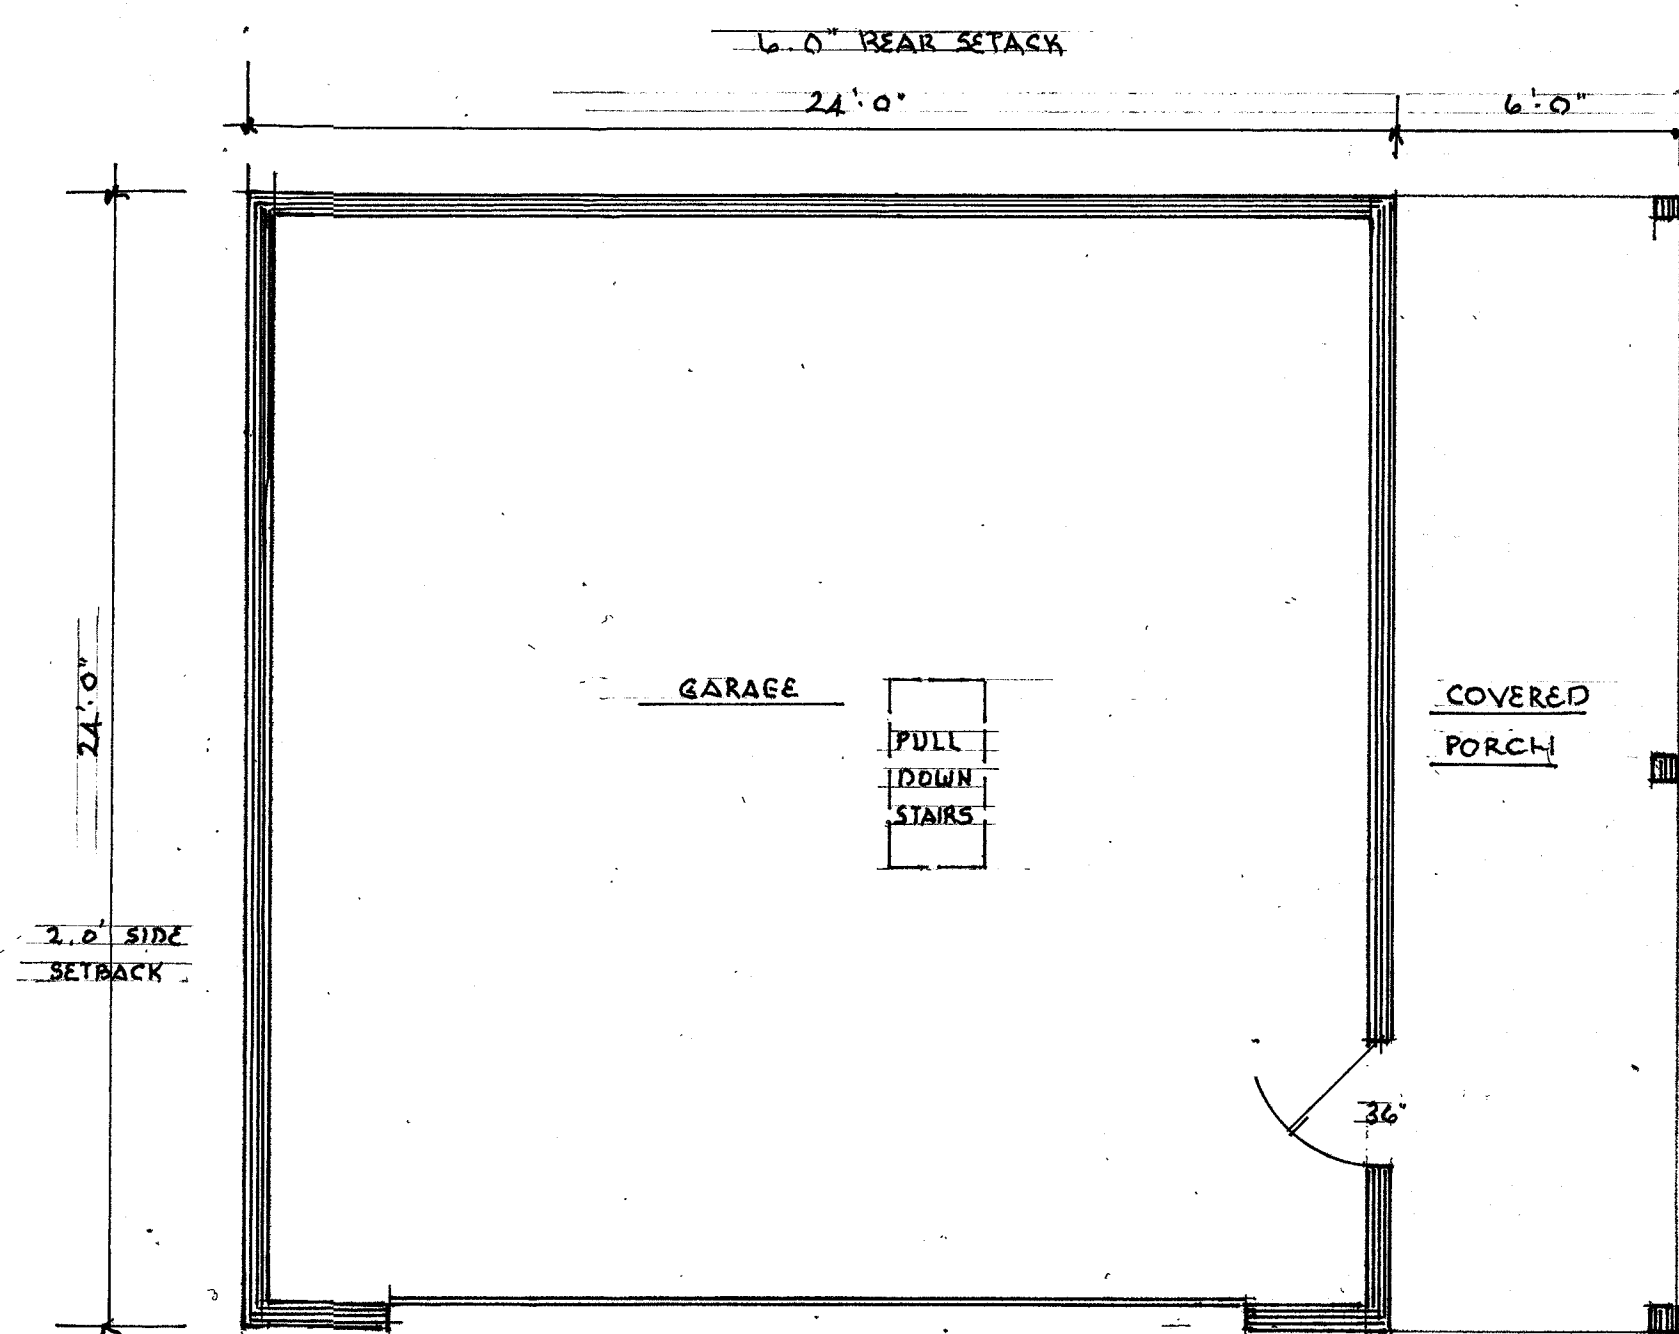 6.0" REAR SETACK
24'.0"
6'.0"
24'.0"
GARAGE
PULL
DOWN
STAIRS
COVERED
PORCH
2.0' SIDE
SETBACK
36"